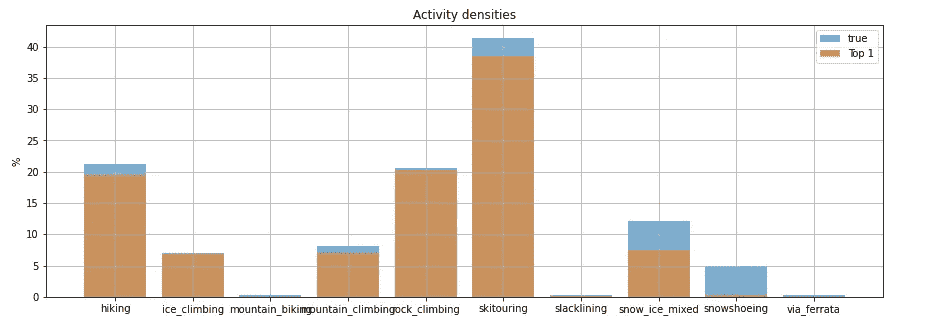 Activity densities
true
Top 1
%
40
35
30
25
20
15
10
5
0
hiking ice_climbing mountain_biking mountain_climbing rock_climbing skitouring slacklining snow_ice_mixed snowshoeing via_ferrata